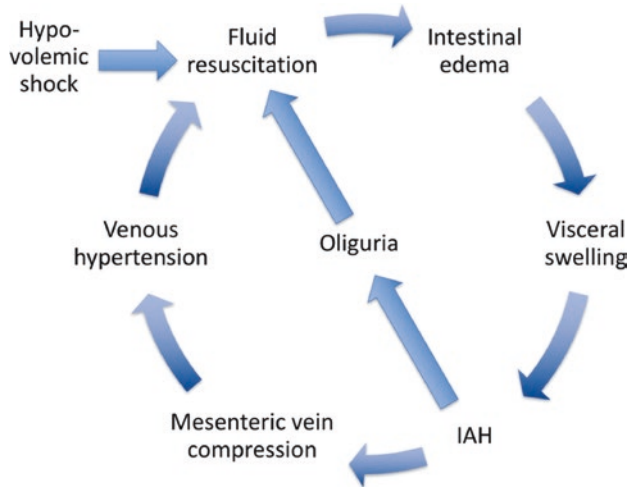 Hypo-
volemic
shock
Fluid
resuscitation
Intestinal
edema
Venous
hypertension
Oliguria
Visceral
swelling
Mesenteric vein
compression
IAH